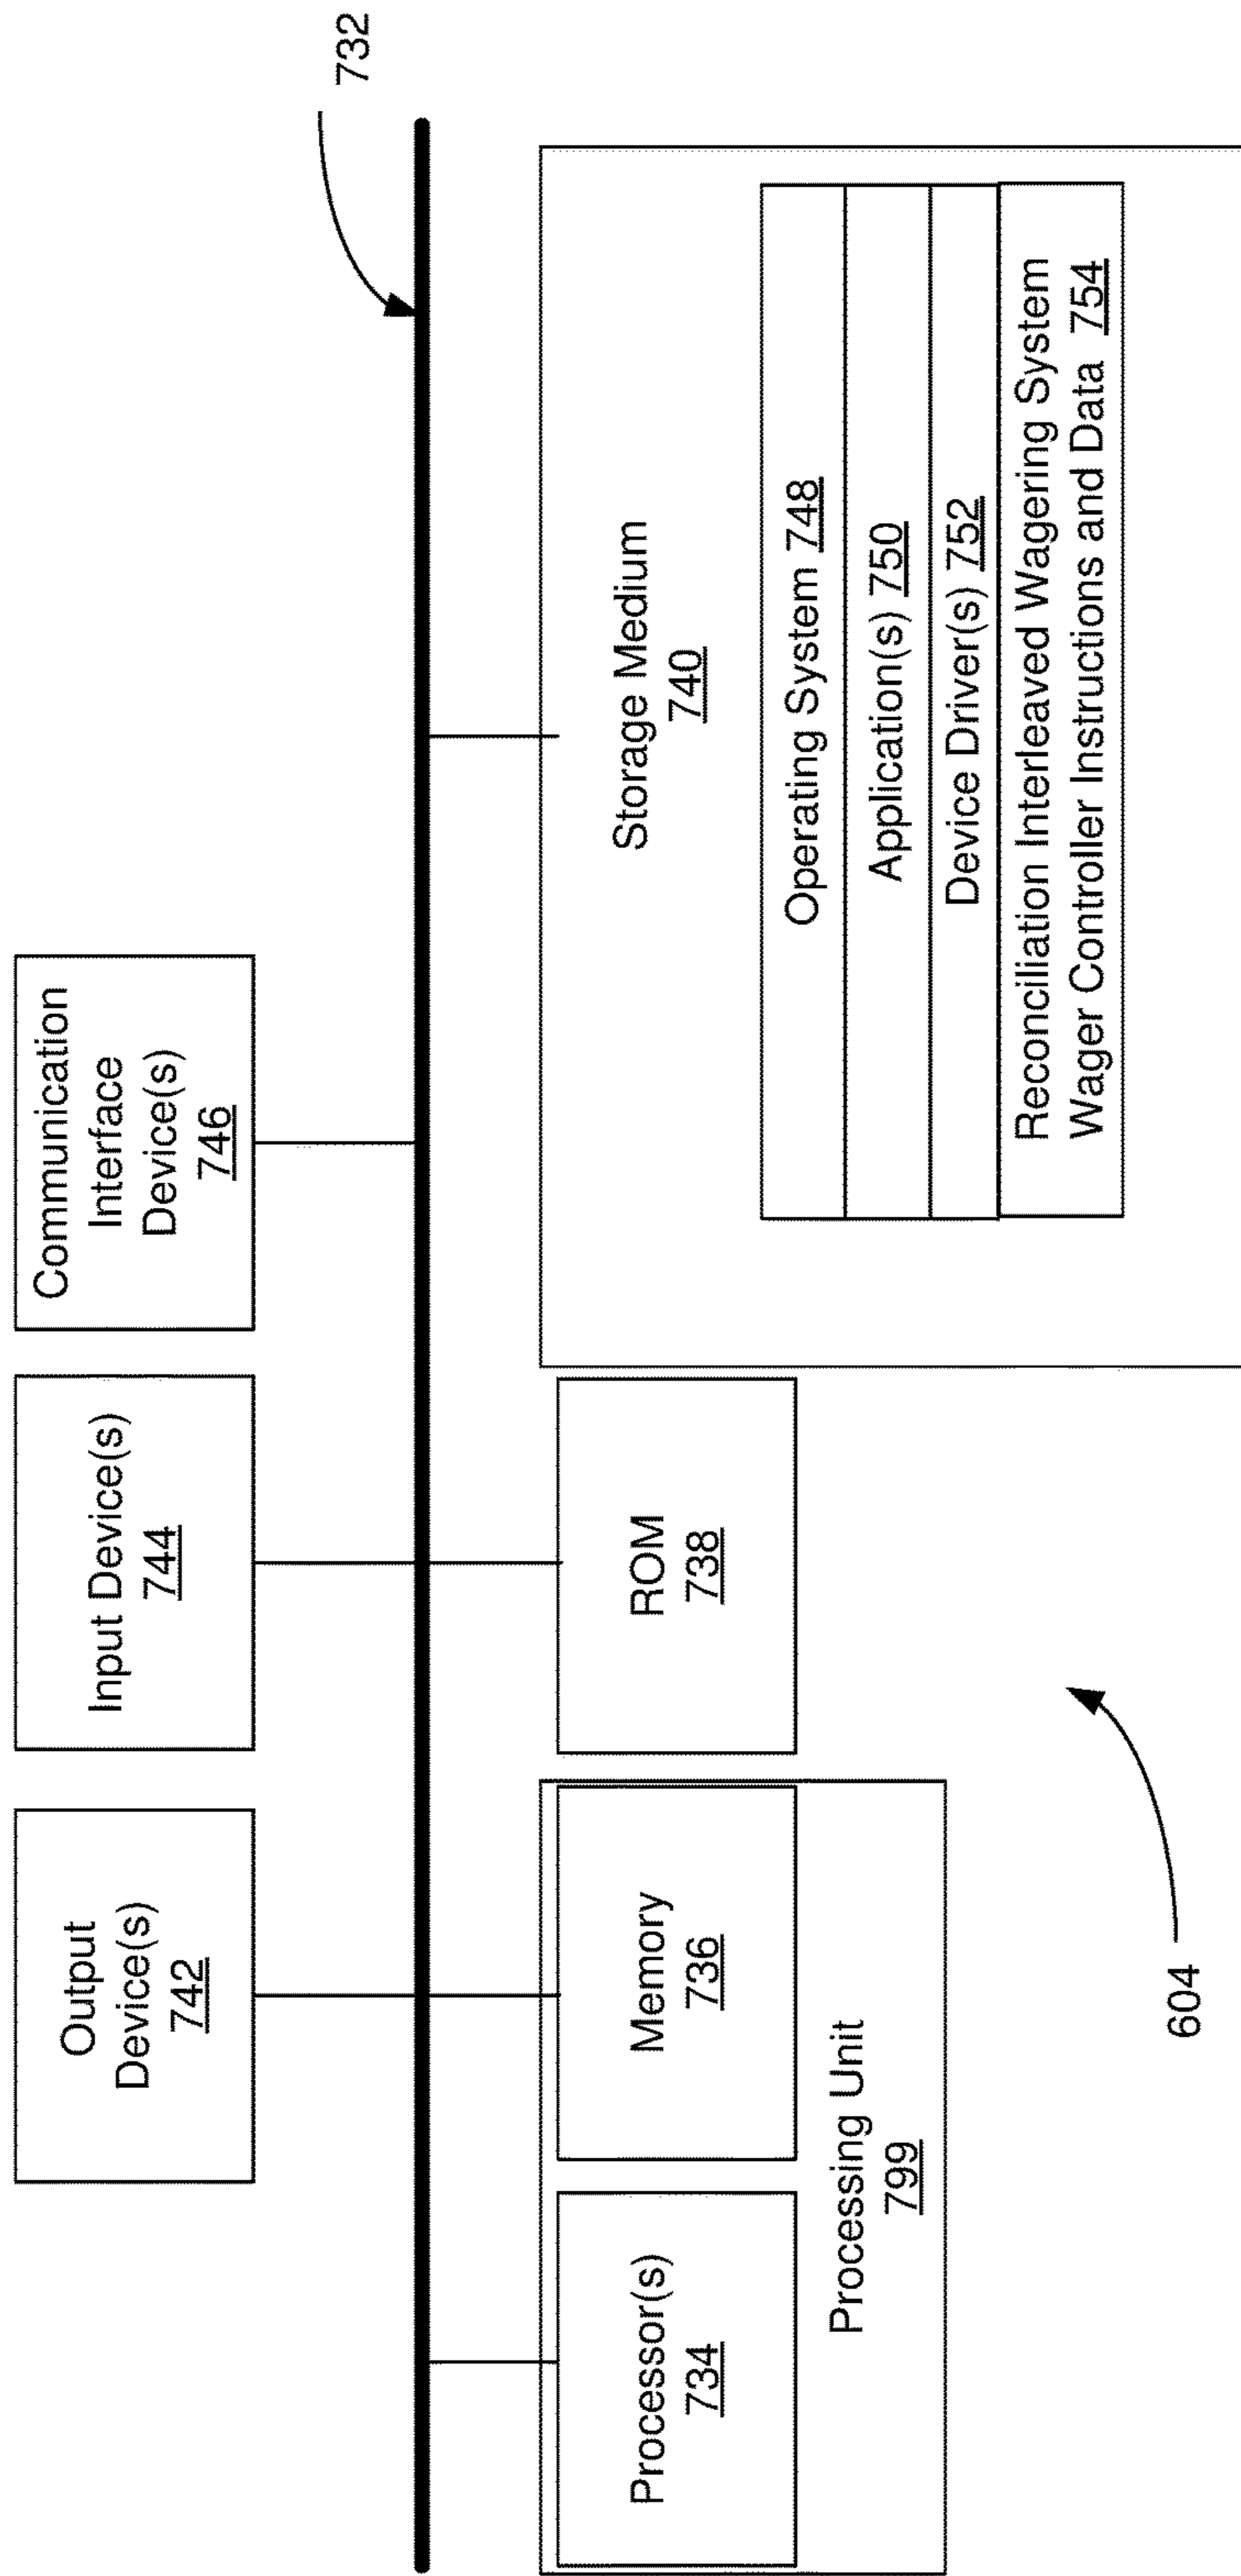 Output
Device(s)
742
Input Device(s)
744
Communication
Interface
Device(s)
746
732
Processor(s)
734
Memory
736
Processing Unit
799
ROM
738
Storage Medium
740
Operating System 748
Application(s) 750
Device Driver(s) 752
Reconciliation Interleaved Wagering System
Wager Controller Instructions and Data 754
604